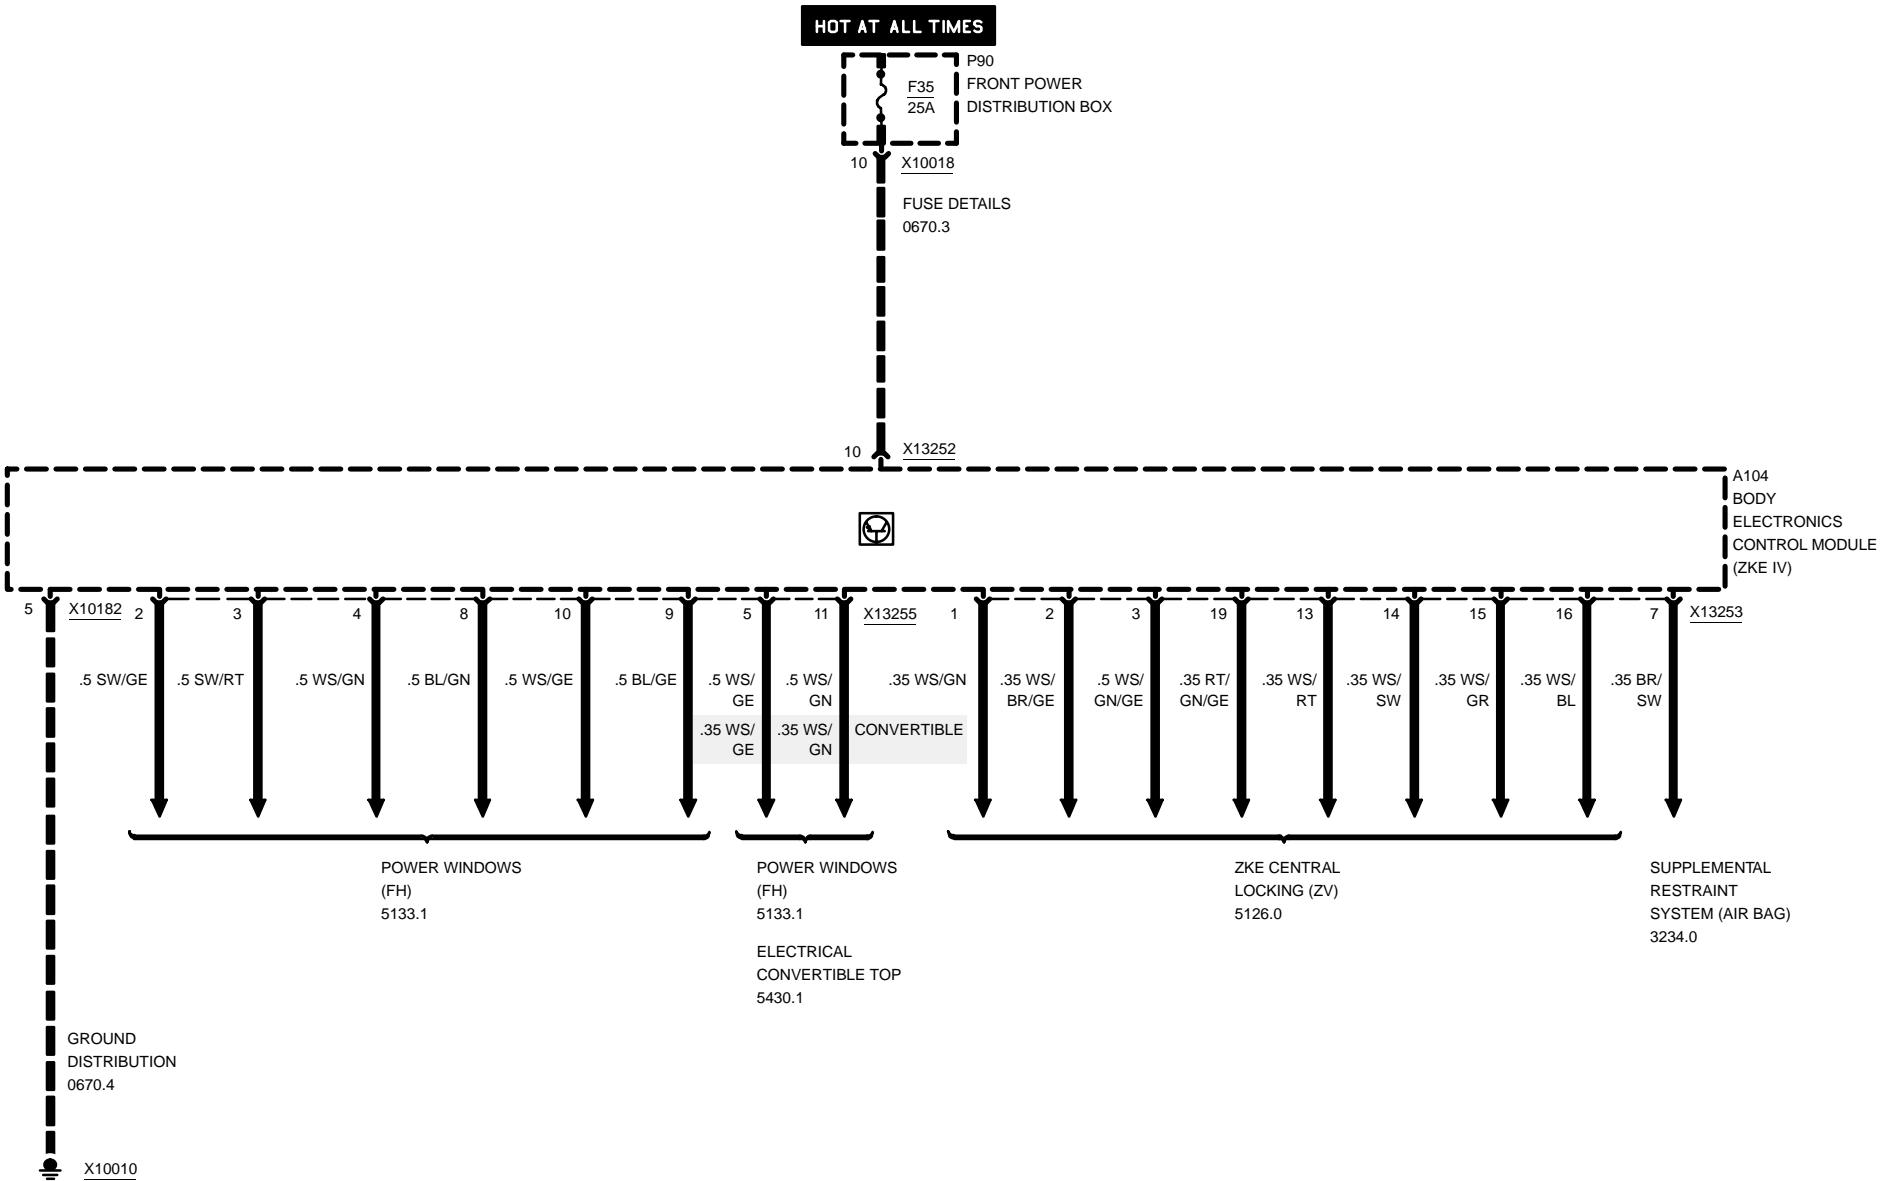 HOT AT ALL TIMES
P90
FRONT POWER
DISTRIBUTION BOX
F35
25A
10 X10018
FUSE DETAILS
0670.3
10 X13252
A104
BODY
ELECTRONICS
CONTROL MODULE
(ZKE IV)
5 X10182 2 3 4 8 10 9 5 11 X13255 1 2 3 19 13 14 15 16 7 X13253
.5 SW/GE .5 SW/RT .5 WS/GN .5 BL/GN .5 WS/GE .5 BL/GE .5 WS/ .5 WS/ .35 WS/GN .35 WS/ .5 WS/ .35 RT/ .35 WS/ .35 WS/ .35 WS/ .35 WS/ .35 BR/
GE GN BR/GE GN/GE GN/GE RT SW GR BL SW
.35 WS/ .35 WS/ CONVERTIBLE
GE GN
POWER WINDOWS
(FH)
5133.1
POWER WINDOWS
(FH)
5133.1
ELECTRICAL
CONVERTIBLE TOP
5430.1
ZKE CENTRAL
LOCKING (ZV)
5126.0
SUPPLEMENTAL
RESTRAINT
SYSTEM (AIR BAG)
3234.0
GROUND
DISTRIBUTION
0670.4
X10010